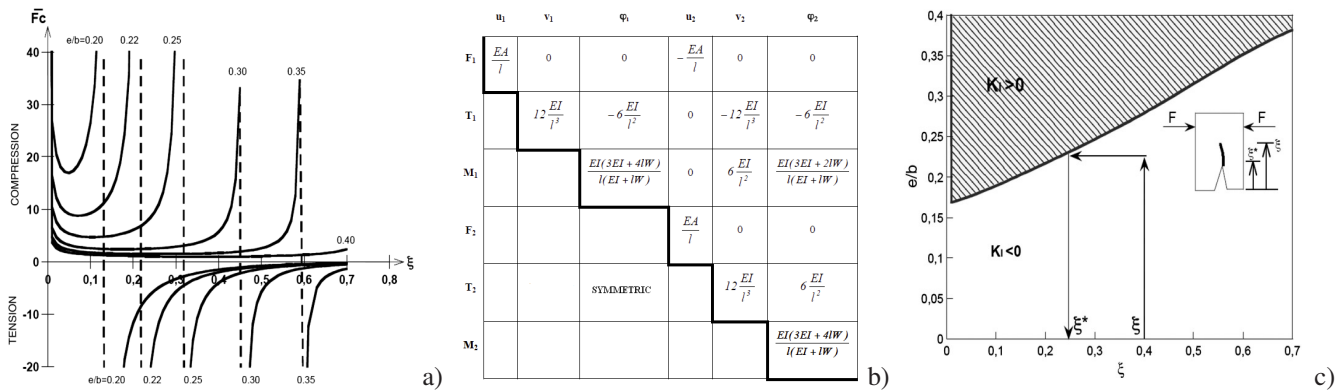 F̄c
e/b=0.20 0.22 0.25
0.30 0.35
40
30
20
10
0
-10
-20
COMPRESSION
TENSION
0.40
ξ
0 0,1 0,2 0,3 0,4 0,5 0,6 0,7 0,8
e/b=0.20 0.22 0.25 0.30 0.35
a)
u₁ v₁ φ₁ u₂ v₂ φ₂
F₁ EA/l 0 0 -EA/l 0 0
T₁ 12 EI/l³ -6 EI/l² 0 -12 EI/l³ -6 EI/l²
M₁ EI(3EI+4lW)/l(EI+lW) 0 6 EI/l² EI(3EI+2lW)/l(EI+lW)
F₂ EA/l 0 0
T₂ SYMMETRIC 12 EI/l³ 6 EI/l²
M₂ EI(3EI+4lW)/l(EI+lW)
b)
0,4
0,35
0,3
0,25
0,2
0,15
0,1
0,05
0
e/b
K_I>0
K_I<0
F F
ξ* ξ
ξ* ξ
0 0,1 0,2 0,3 0,4 0,5 0,6 0,7
ξ
c)